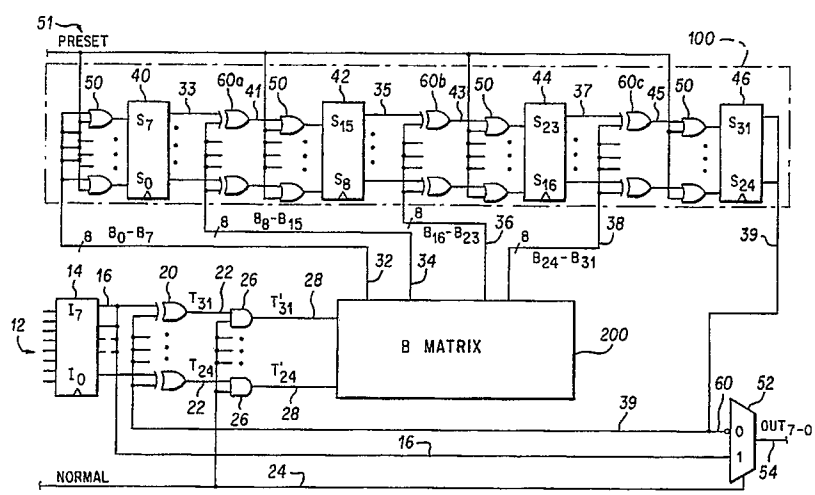 51
PRESET
100
50 40 33 60a 41 50 42 35 60b 43 50 44 37 60c 45 50 46
S7 S15 S23 S31
S0 S8 S16 S24
8 B0–B7
8 B8–B15
8 B16–B23
B24–B31 8
32 34 36 38 39
14 16 20 T31 22 26 T'31 28
I7
12
I0
T24 22 26 T'24 28
B MATRIX
200
39 60 52
0 OUT7-0
16 1 54
NORMAL 24